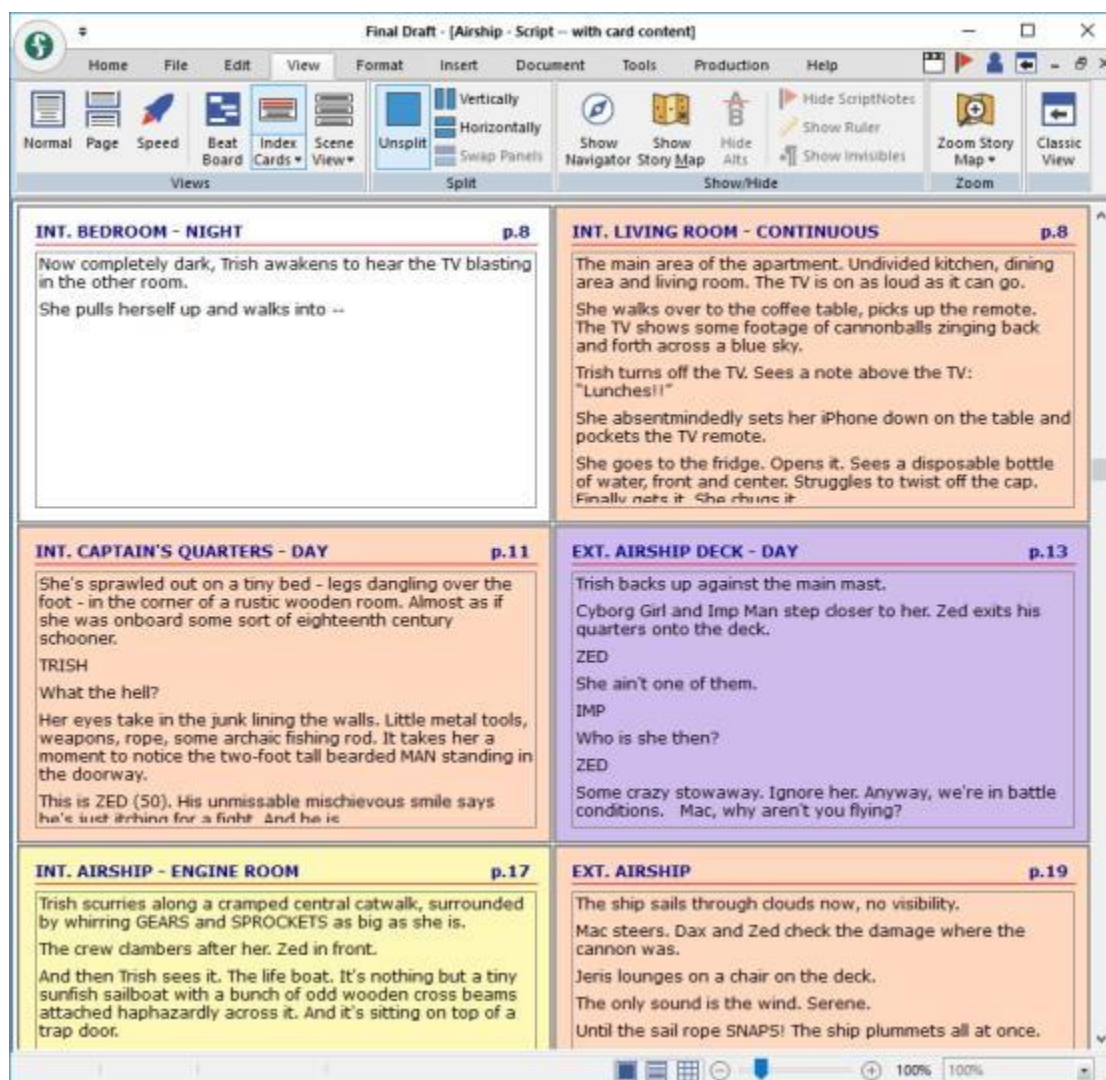 Final Draft - [Airship - Script -- with card content]
Home File Edit View Format Insert Document Tools Production Help
Normal Page Speed Beat Board Index Cards Scene View
Views
Unsplit Vertically Horizontally Swap Panels
Split
Show Navigator Show Story Map Hide Alts Hide ScriptNotes Show Ruler Show Invisibles
Show/Hide
Zoom Story Map
Zoom
Classic View
INT. BEDROOM - NIGHT p.8
Now completely dark, Trish awakens to hear the TV blasting
in the other room.
She pulls herself up and walks into --
INT. LIVING ROOM - CONTINUOUS p.8
The main area of the apartment. Undivided kitchen, dining
area and living room. The TV is on as loud as it can go.
She walks over to the coffee table, picks up the remote.
The TV shows some footage of cannonballs zinging back
and forth across a blue sky.
Trish turns off the TV. Sees a note above the TV:
"Lunches!!"
She absentmindedly sets her iPhone down on the table and
pockets the TV remote.
She goes to the fridge. Opens it. Sees a disposable bottle
of water, front and center. Struggles to twist off the cap.
Finally gets it. She chugs it
INT. CAPTAIN'S QUARTERS - DAY p.11
She's sprawled out on a tiny bed - legs dangling over the
foot - in the corner of a rustic wooden room. Almost as if
she was onboard some sort of eighteenth century
schooner.
TRISH
What the hell?
Her eyes take in the junk lining the walls. Little metal tools,
weapons, rope, some archaic fishing rod. It takes her a
moment to notice the two-foot tall bearded MAN standing in
the doorway.
This is ZED (50). His unmissable mischievous smile says
he's just itching for a fight. And he is
EXT. AIRSHIP DECK - DAY p.13
Trish backs up against the main mast.
Cyborg Girl and Imp Man step closer to her. Zed exits his
quarters onto the deck.
ZED
She ain't one of them.
IMP
Who is she then?
ZED
Some crazy stowaway. Ignore her. Anyway, we're in battle
conditions. Mac, why aren't you flying?
INT. AIRSHIP - ENGINE ROOM p.17
Trish scurries along a cramped central catwalk, surrounded
by whirring GEARS and SPROCKETS as big as she is.
The crew clambers after her. Zed in front.
And then Trish sees it. The life boat. It's nothing but a tiny
sunfish sailboat with a bunch of odd wooden cross beams
attached haphazardly across it. And it's sitting on top of a
trap door.
EXT. AIRSHIP p.19
The ship sails through clouds now, no visibility.
Mac steers. Dax and Zed check the damage where the
cannon was.
Jeris lounges on a chair on the deck.
The only sound is the wind. Serene.
Until the sail rope SNAPS! The ship plummets all at once.
100% 100%